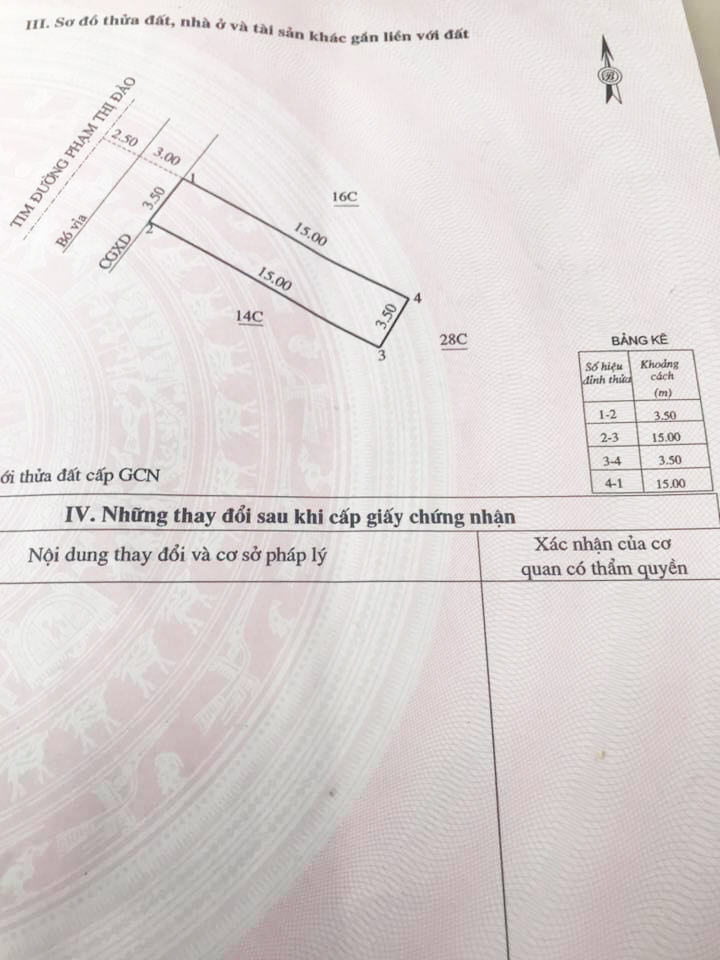 III. Sơ đồ thửa đất, nhà ở và tài sản khác gắn liền với đất
B
TIM ĐƯỜNG PHẠM THỊ ĐÀO
2.50
3.00
1
Bó vỉa
3.50
CGXD
2
16C
15.00
15.00
14C
4
3.50
3
28C
BẢNG KÊ
Số hiệu đỉnh thửa Khoảng cách (m)
1-2 3.50
2-3 15.00
3-4 3.50
4-1 15.00
ới thửa đất cấp GCN
IV. Những thay đổi sau khi cấp giấy chứng nhận
Nội dung thay đổi và cơ sở pháp lý
Xác nhận của cơ
quan có thẩm quyền